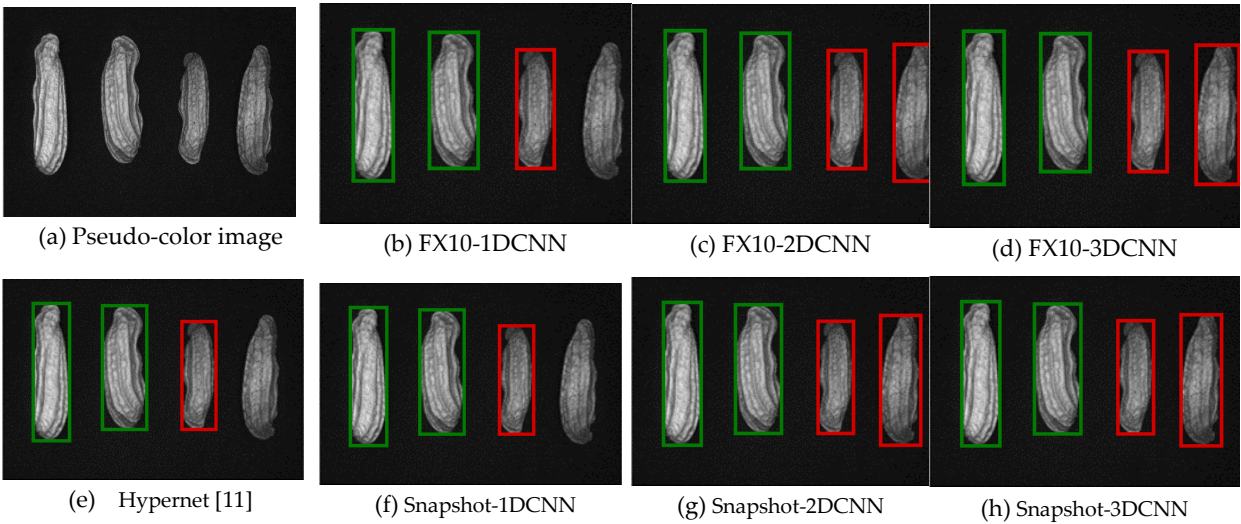 (a) Pseudo-color image
(b) FX10-1DCNN
(c) FX10-2DCNN
(d) FX10-3DCNN
(e) Hypernet [11]
(f) Snapshot-1DCNN
(g) Snapshot-2DCNN
(h) Snapshot-3DCNN